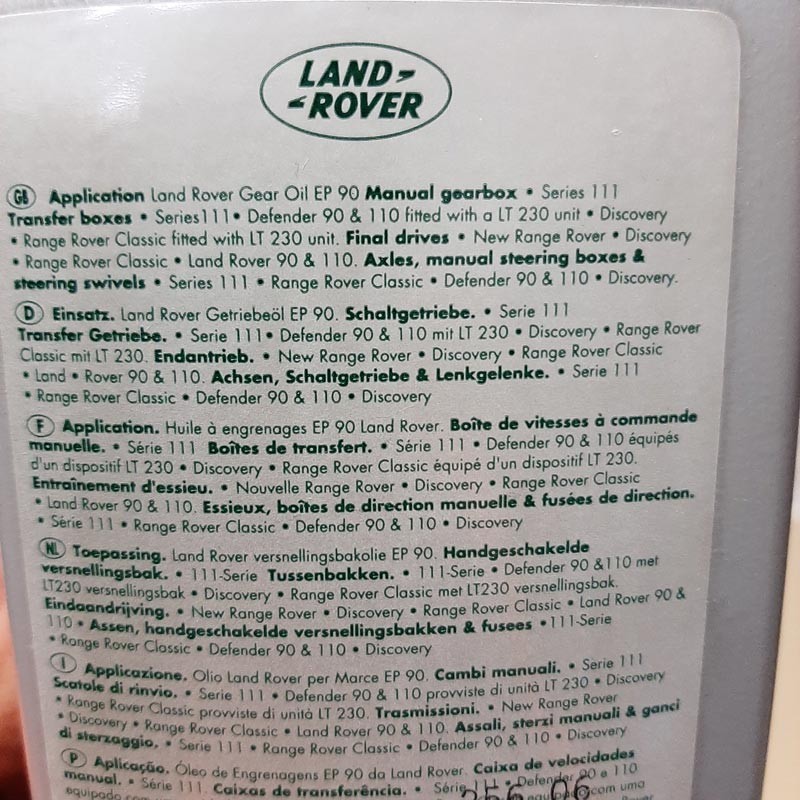 LAND
ROVER
GB Application Land Rover Gear Oil EP 90 Manual gearbox • Series 111
Transfer boxes • Series111• Defender 90 & 110 fitted with a LT 230 unit • Discovery
• Range Rover Classic fitted with LT 230 unit. Final drives • New Range Rover • Discovery
• Range Rover Classic • Land Rover 90 & 110. Axles, manual steering boxes &
steering swivels • Series 111 • Range Rover Classic • Defender 90 & 110 • Discovery.
D Einsatz. Land Rover Getriebeöl EP 90. Schaltgetriebe. • Serie 111
Transfer Getriebe. • Serie 111• Defender 90 & 110 mit LT 230 • Discovery • Range Rover
Classic mit LT 230. Endantrieb. • New Range Rover • Discovery • Range Rover Classic
• Land • Rover 90 & 110. Achsen, Schaltgetriebe & Lenkgelenke. • Serie 111
• Range Rover Classic • Defender 90 & 110 • Discovery
F Application. Huile à engrenages EP 90 Land Rover. Boîte de vitesses à commande
manuelle. • Série 111 Boîtes de transfert. • Série 111 • Defender 90 & 110 équipés
d'un dispositif LT 230 • Discovery • Range Rover Classic équipé d'un dispositif LT 230.
Entraînement d'essieu. • Nouvelle Range Rover • Discovery • Range Rover Classic
• Land Rover 90 & 110. Essieux, boîtes de direction manuelle & fusées de direction.
• Série 111 • Range Rover Classic • Defender 90 & 110 • Discovery
NL Toepassing. Land Rover versnellingsbakolie EP 90. Handgeschakelde
versnellingsbak. • 111-Serie Tussenbakken. • 111-Serie • Defender 90 &110 met
LT230 versnellingsbak • Discovery • Range Rover Classic met LT230 versnellingsbak.
Eindaandrijving. • New Range Rover • Discovery • Range Rover Classic • Land Rover 90 &
110 • Assen, handgeschakelde versnellingsbakken & fusees •111-Serie
• Range Rover Classic • Defender 90 & 110 • Discovery
I Applicazione. Olio Land Rover per Marce EP 90. Cambi manuali. • Serie 111
Scatole di rinvio. • Serie 111 • Defender 90 & 110 provviste di unità LT 230 • Discovery
• Range Rover Classic provviste di unità LT 230. Trasmissioni. • New Range Rover
• Discovery • Range Rover Classic • Land Rover 90 & 110. Assali, sterzi manuali & ganci
di sterzaggio. • Serie 111 • Range Rover Classic • Defender 90 & 110 • Discovery
P Aplicação. Óleo de Engrenagens EP 90 da Land Rover. Caixa de velocidades
manual. • Série 111. Caixas de transferência. • Série 111 • Defender 90 e 110
com uma